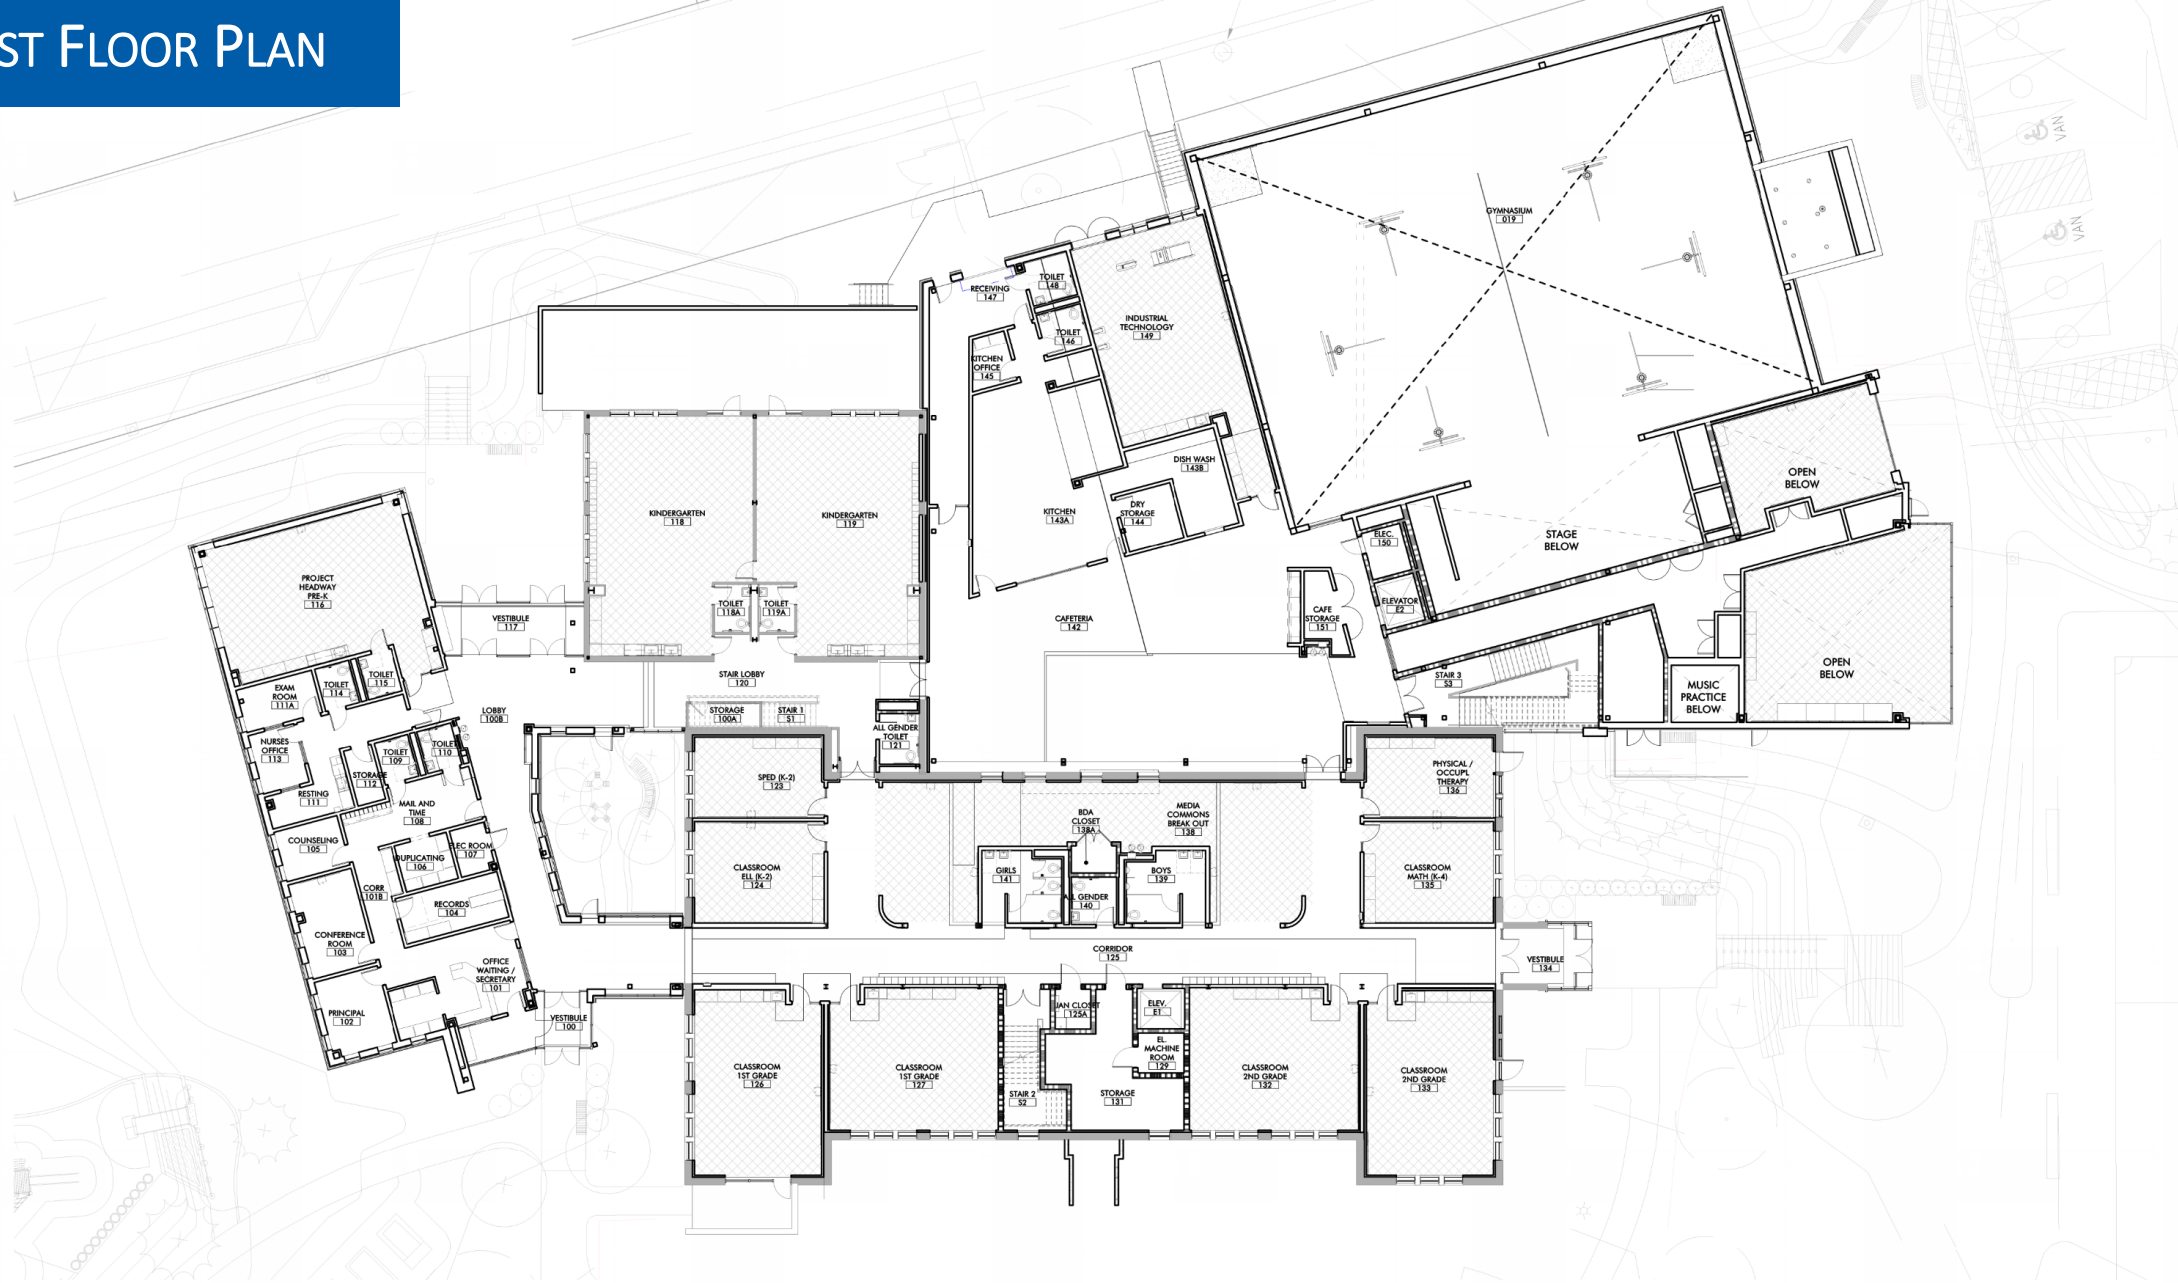 ST FLOOR PLAN
VAN
VAN
GYMNASIUM
019
TOILET
148
RECEIVING
147
INDUSTRIAL
TECHNOLOGY
149
TOILET
146
KITCHEN
OFFICE
145
DISH WASH
143B
OPEN
BELOW
KINDERGARTEN
118
KINDERGARTEN
119
KITCHEN
143A
DRY
STORAGE
144
ELEC.
150
STAGE
BELOW
PROJECT
HEADWAY
PRE-K
116
VESTIBULE
117
TOILET
118A
TOILET
119A
CAFETERIA
142
CAFE
STORAGE
151
ELEVATOR
E2
OPEN
BELOW
EXAM
ROOM
111A
TOILET
114
TOILET
115
STAIR LOBBY
120
STAIR 3
S3
MUSIC
PRACTICE
BELOW
LOBBY
100B
STORAGE
100A
STAIR 1
S1
ALL GENDER
TOILET
121
NURSES
OFFICE
113
TOILET
109
TOILET
110
STORAGE
112
RESTING
111
MAIL AND
TIME
108
SPED (K-2)
123
PHYSICAL /
OCCUP'L
THERAPY
136
BDA
CLOSET
138A
MEDIA
COMMONS
BREAK OUT
138
COUNSELING
105
DUPLICATING
106
ELEC ROOM
107
CLASSROOM
ELL (K-2)
124
GIRLS
141
BOYS
139
CLASSROOM
MATH (K-4)
135
CORR
101B
RECORDS
104
ALL GENDER
140
CONFERENCE
ROOM
103
OFFICE
WAITING /
SECRETARY
101
CORRIDOR
125
VESTIBULE
134
PRINCIPAL
102
VESTIBULE
100
JAN CLOSET
125A
ELEV.
E1
EL.
MACHINE
ROOM
129
CLASSROOM
1ST GRADE
126
CLASSROOM
1ST GRADE
127
STAIR 2
S2
STORAGE
131
CLASSROOM
2ND GRADE
132
CLASSROOM
2ND GRADE
133